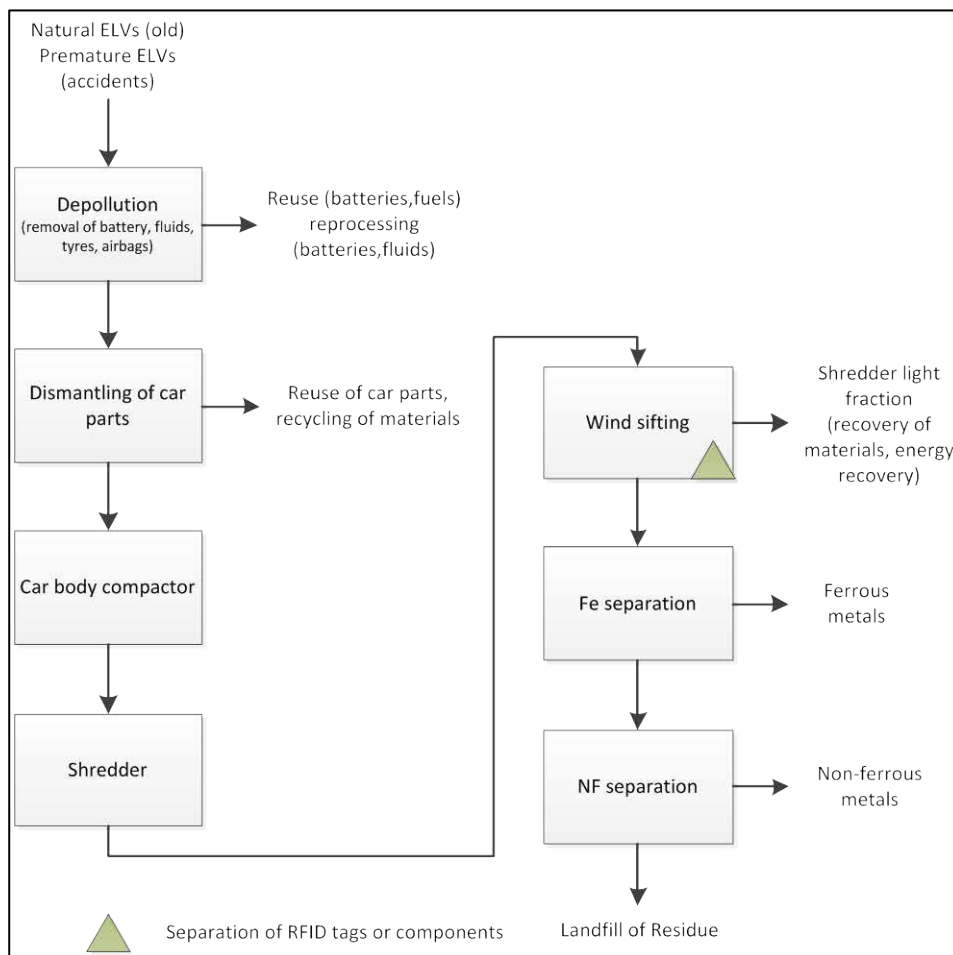 Natural ELVs (old)
Premature ELVs
(accidents)
Depollution
(removal of battery, fluids,
tyres, airbags)
Reuse (batteries,fuels)
reprocessing
(batteries,fluids)
Dismantling of car
parts
Reuse of car parts,
recycling of materials
Car body compactor
Shredder
Wind sifting
Shredder light
fraction
(recovery of
materials, energy
recovery)
Fe separation
Ferrous
metals
NF separation
Non-ferrous
metals
Landfill of Residue
Separation of RFID tags or components